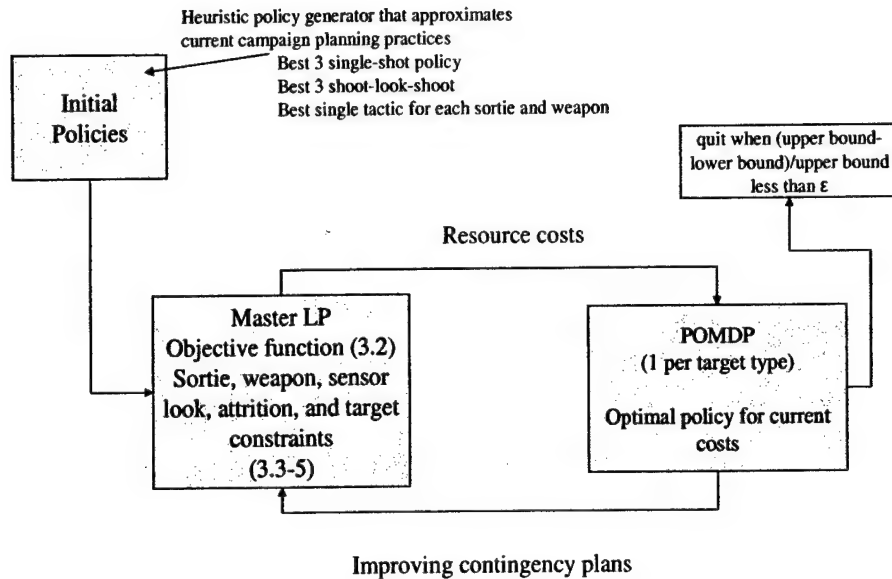 Heuristic policy generator that approximates
current campaign planning practices
Best 3 single-shot policy
Best 3 shoot-look-shoot
Best single tactic for each sortie and weapon
Initial
Policies
quit when (upper bound-
lower bound)/upper bound
less than ε
Resource costs
Master LP
Objective function (3.2)
Sortie, weapon, sensor
look, attrition, and target
constraints
(3.3-5)
POMDP
(1 per target type)
Optimal policy for current
costs
Improving contingency plans